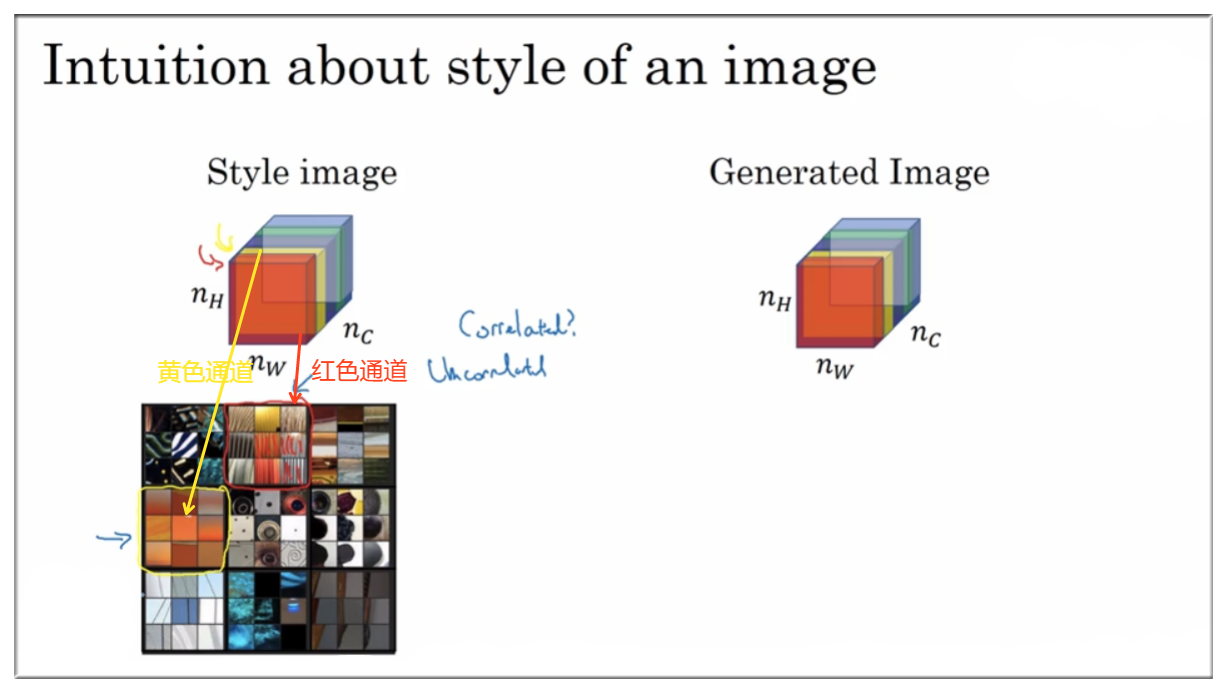 Intuition about style of an image
Style image
Generated Image
n_H
n_C
n_W
n_H
n_C
n_W
Correlated?
Uncorrelated
黄色通道
红色通道